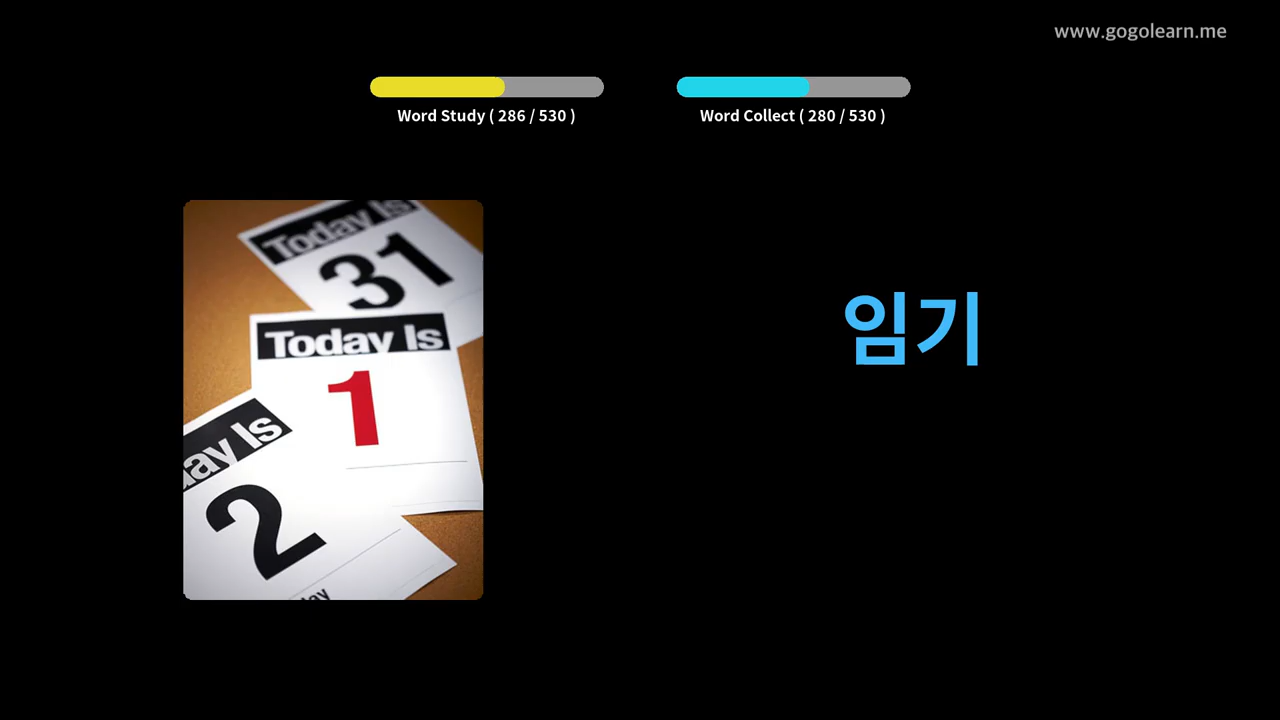 www.gogolearn.me
Word Study ( 286 / 530 )
Word Collect ( 280 / 530 )
Today Is
31
Today Is
1
ay Is
2
ay
임기